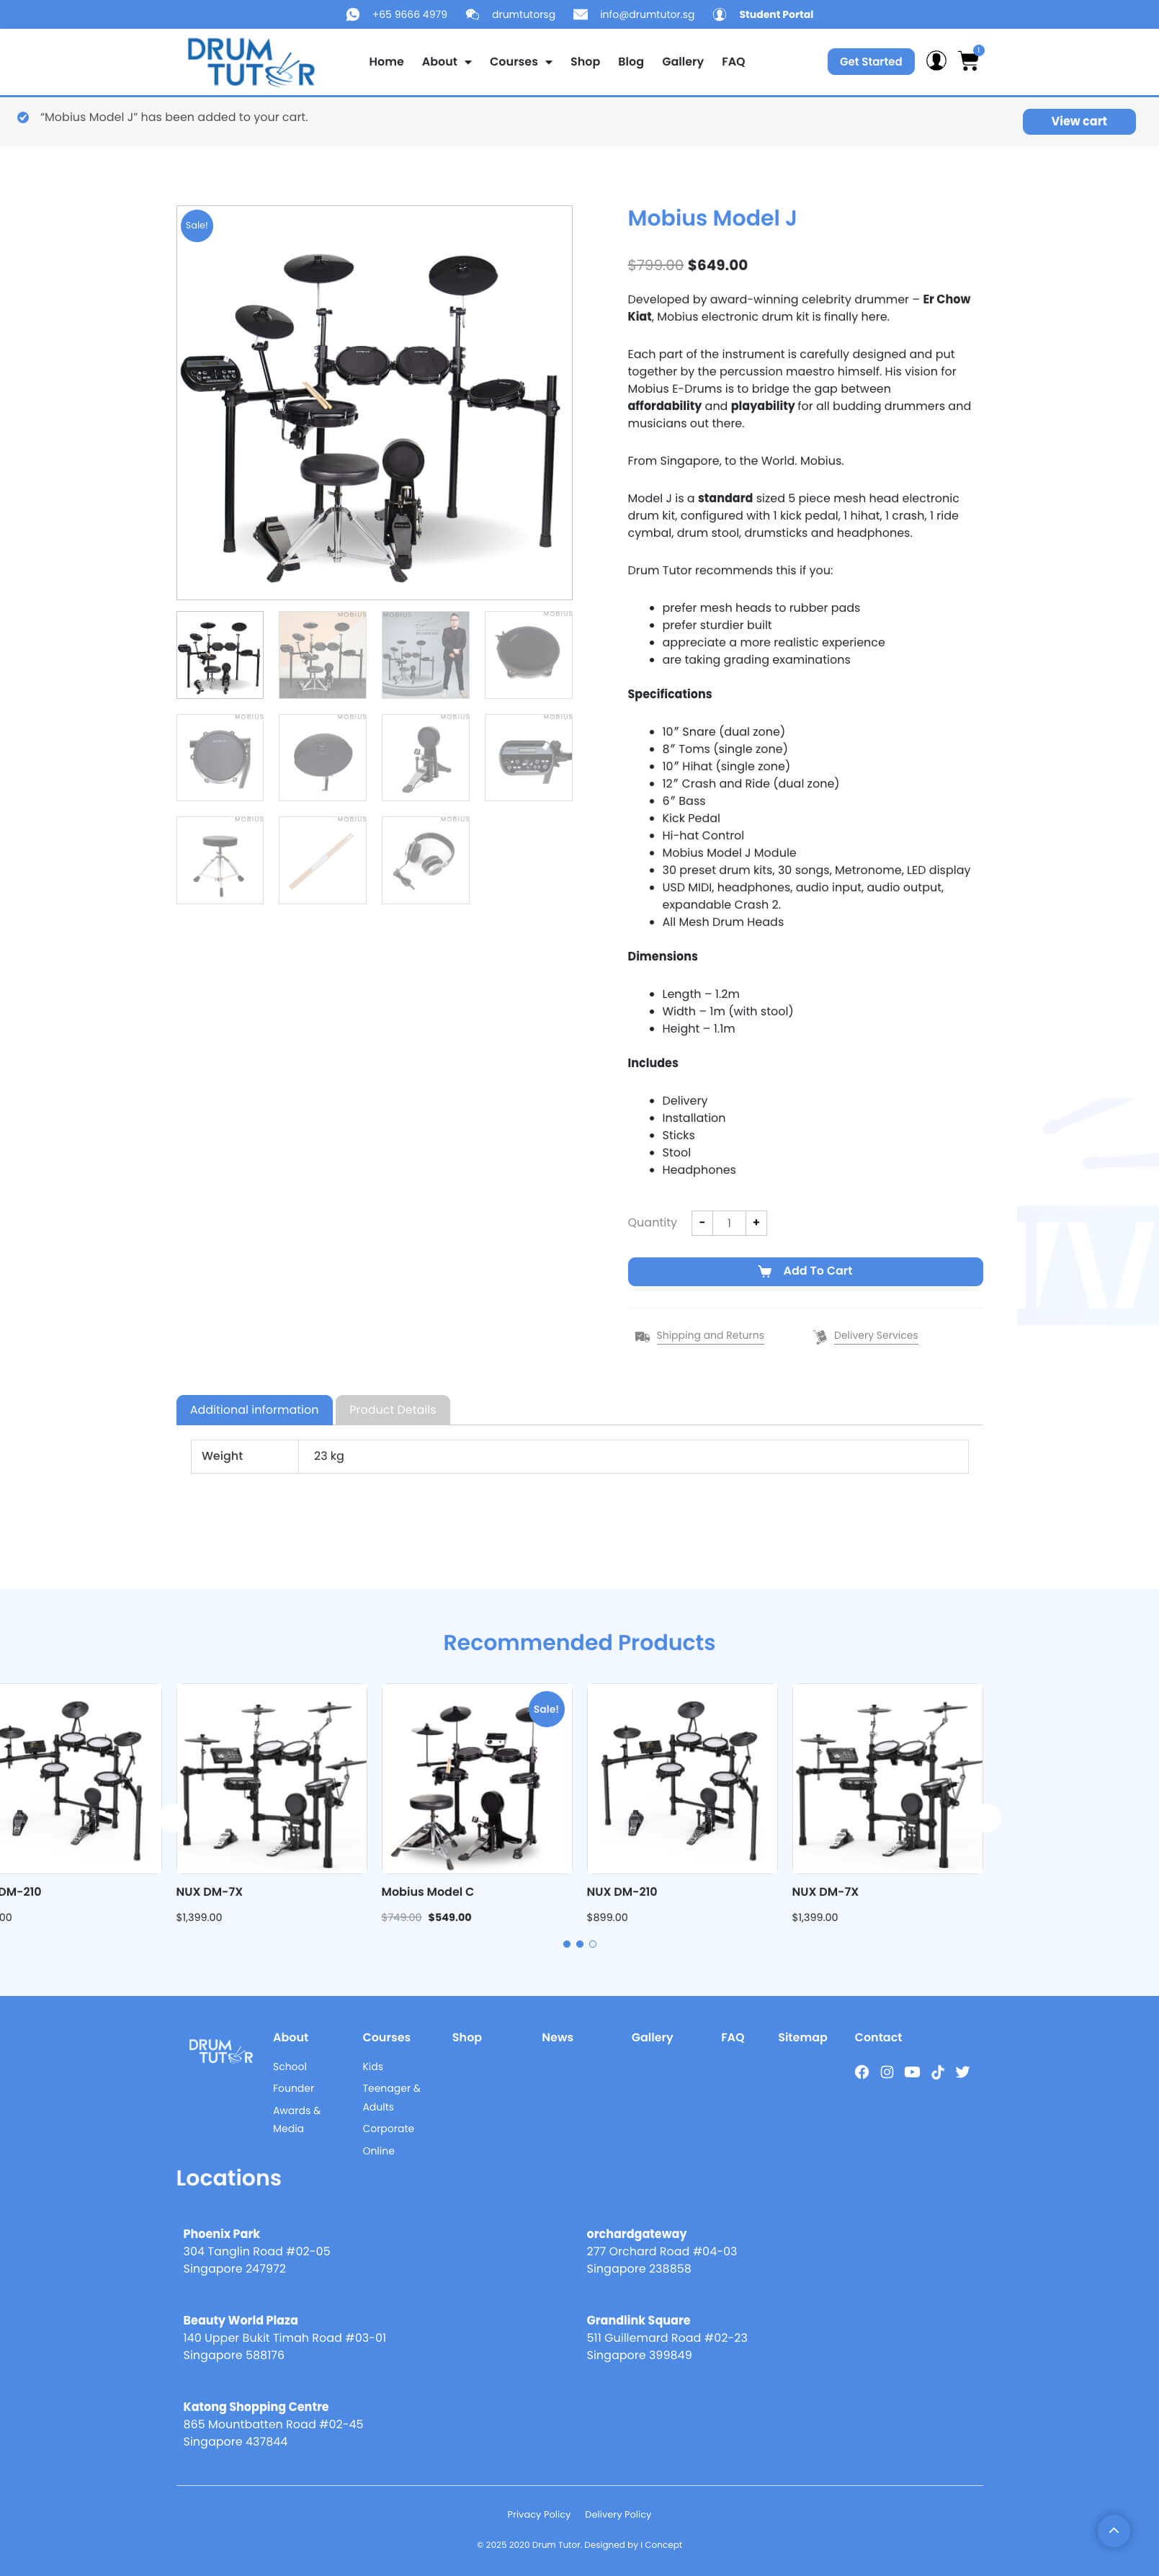 +65 9666 4979 drumtutorsg info@drumtutor.sg Student Portal
DRUM TUTOR
Home About Courses Shop Blog Gallery FAQ Get Started 1
“Mobius Model J” has been added to your cart. View cart
Sale!
Mobius Model J
$799.00 $649.00
Developed by award-winning celebrity drummer – Er Chow
Kiat, Mobius electronic drum kit is finally here.
Each part of the instrument is carefully designed and put
together by the percussion maestro himself. His vision for
Mobius E-Drums is to bridge the gap between
affordability and playability for all budding drummers and
musicians out there.
From Singapore, to the World. Mobius.
Model J is a standard sized 5 piece mesh head electronic
drum kit, configured with 1 kick pedal, 1 hihat, 1 crash, 1 ride
cymbal, drum stool, drumsticks and headphones.
Drum Tutor recommends this if you:
prefer mesh heads to rubber pads
prefer sturdier built
appreciate a more realistic experience
are taking grading examinations
Specifications
10″ Snare (dual zone)
8″ Toms (single zone)
10″ Hihat (single zone)
12″ Crash and Ride (dual zone)
6″ Bass
Kick Pedal
Hi-hat Control
Mobius Model J Module
30 preset drum kits, 30 songs, Metronome, LED display
USD MIDI, headphones, audio input, audio output,
expandable Crash 2.
All Mesh Drum Heads
Dimensions
Length – 1.2m
Width – 1m (with stool)
Height – 1.1m
Includes
Delivery
Installation
Sticks
Stool
Headphones
MOBIUS MOBIUS MOBIUS
MOBIUS MOBIUS MOBIUS MOBIUS
MOBIUS MOBIUS MOBIUS
Quantity - 1 +
Add To Cart
Shipping and Returns Delivery Services
Additional information Product Details
Weight 23 kg
Recommended Products
Sale!
DM-210 NUX DM-7X Mobius Model C NUX DM-210 NUX DM-7X
00 $1,399.00 $749.00 $549.00 $899.00 $1,399.00
DRUM TUTOR
About Courses Shop News Gallery FAQ Sitemap Contact
School Kids
Founder Teenager &
Adults
Awards &
Media Corporate
Online
Locations
Phoenix Park
304 Tanglin Road #02-05
Singapore 247972
orchardgateway
277 Orchard Road #04-03
Singapore 238858
Beauty World Plaza
140 Upper Bukit Timah Road #03-01
Singapore 588176
Grandlink Square
511 Guillemard Road #02-23
Singapore 399849
Katong Shopping Centre
865 Mountbatten Road #02-45
Singapore 437844
Privacy Policy Delivery Policy
© 2025 2020 Drum Tutor. Designed by I Concept